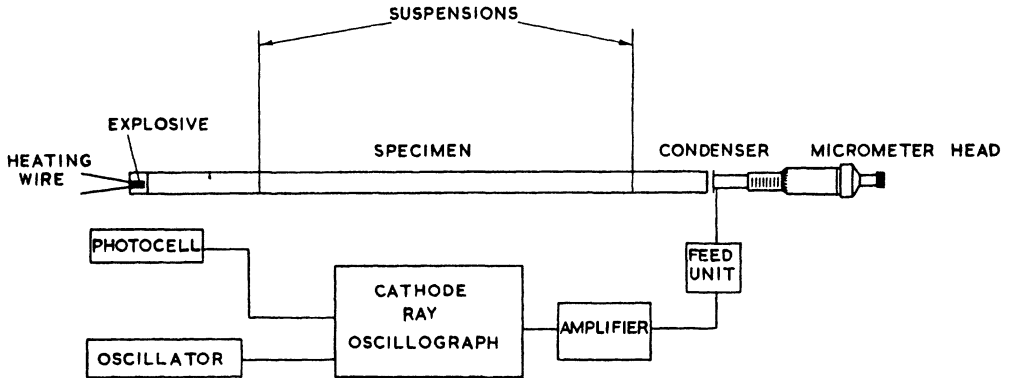 SUSPENSIONS
EXPLOSIVE
HEATING
WIRE
SPECIMEN
CONDENSER
MICROMETER HEAD
PHOTOCELL
FEED
UNIT
CATHODE
RAY
OSCILLOGRAPH
AMPLIFIER
OSCILLATOR